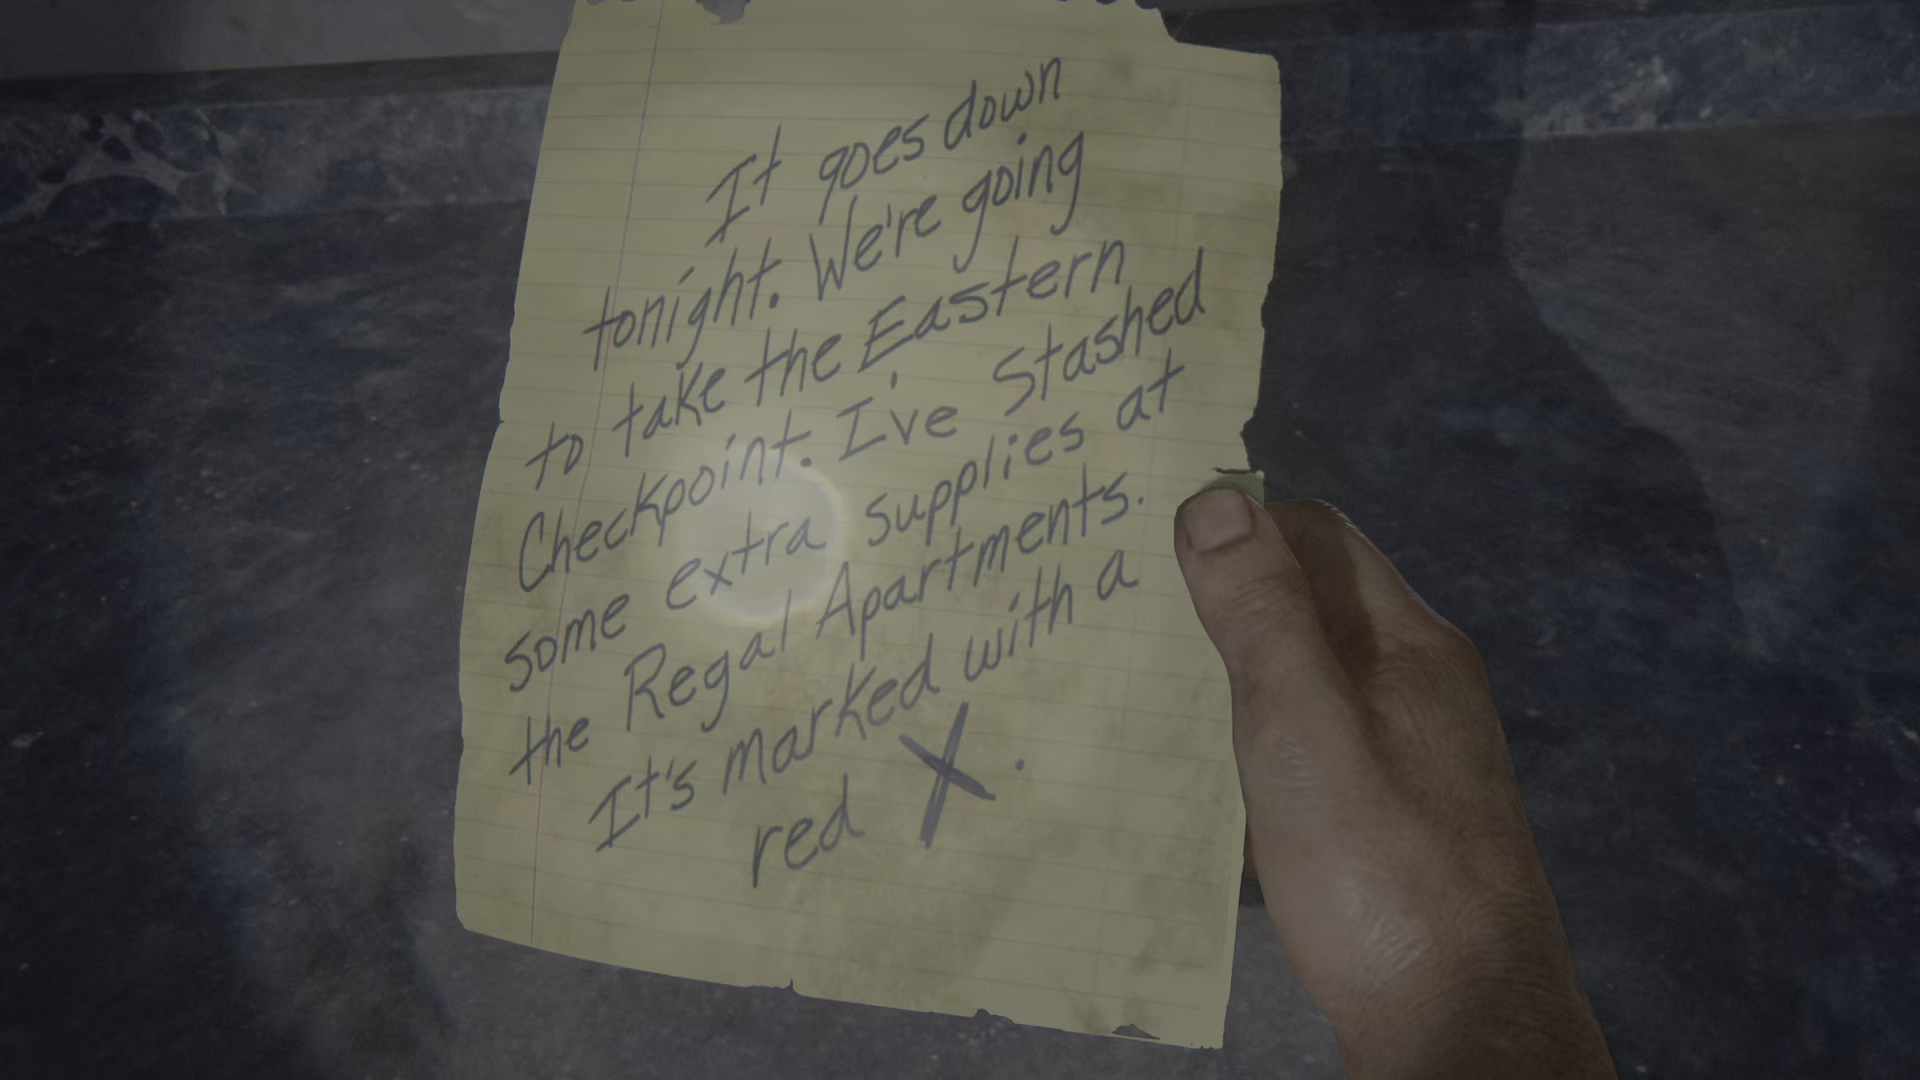 It goes down
tonight. We're going
to take the Eastern
Checkpoint. I've Stashed
some extra supplies at
the Regal Apartments.
It's marked with a
red X.